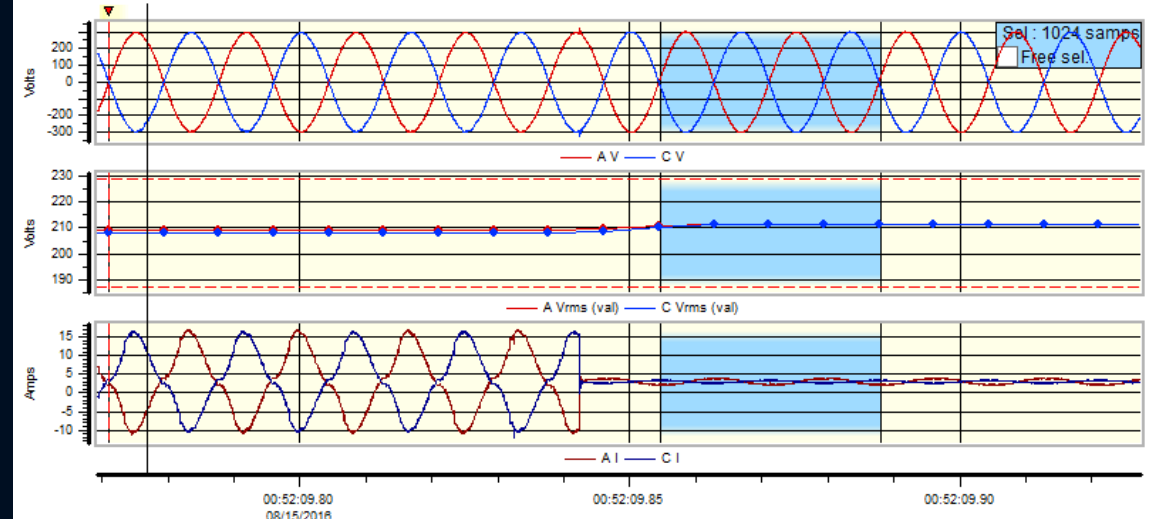 Sel : 1024 samps
Free sel.
Volts
200
100
0
-200
-300
A V C V
Volts
230
220
210
200
190
A Vrms (val) C Vrms (val)
Amps
15
10
5
0
-5
-10
A I C I
00:52:09.80 00:52:09.85 00:52:09.90
08/15/2016